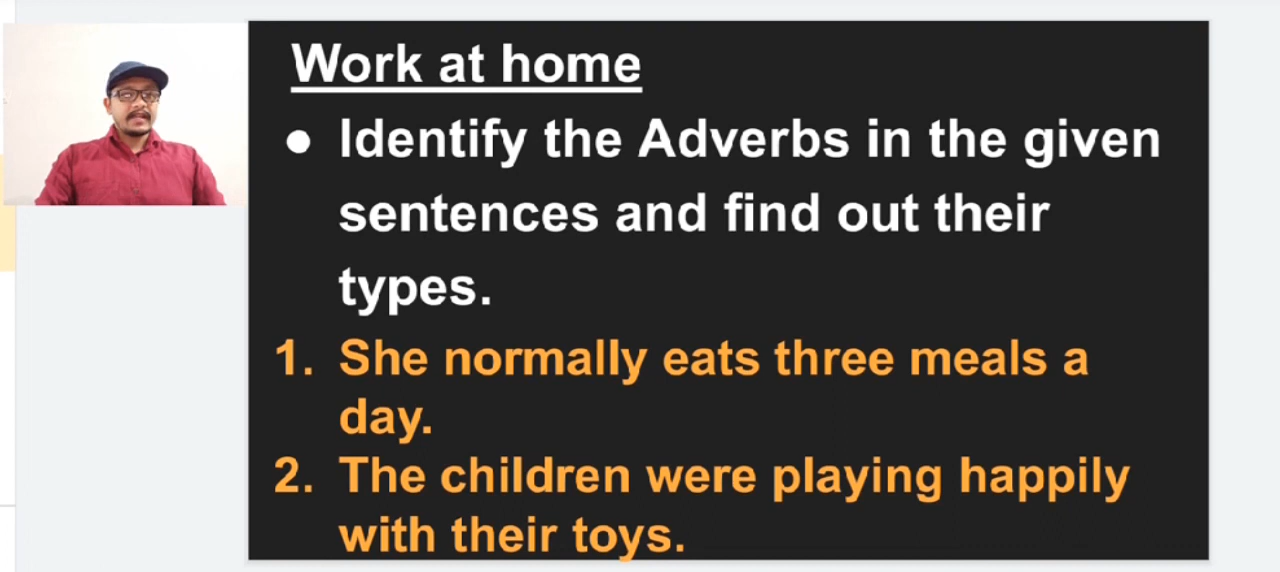 Work at home
● Identify the Adverbs in the given
sentences and find out their
types.
1. She normally eats three meals a
day.
2. The children were playing happily
with their toys.